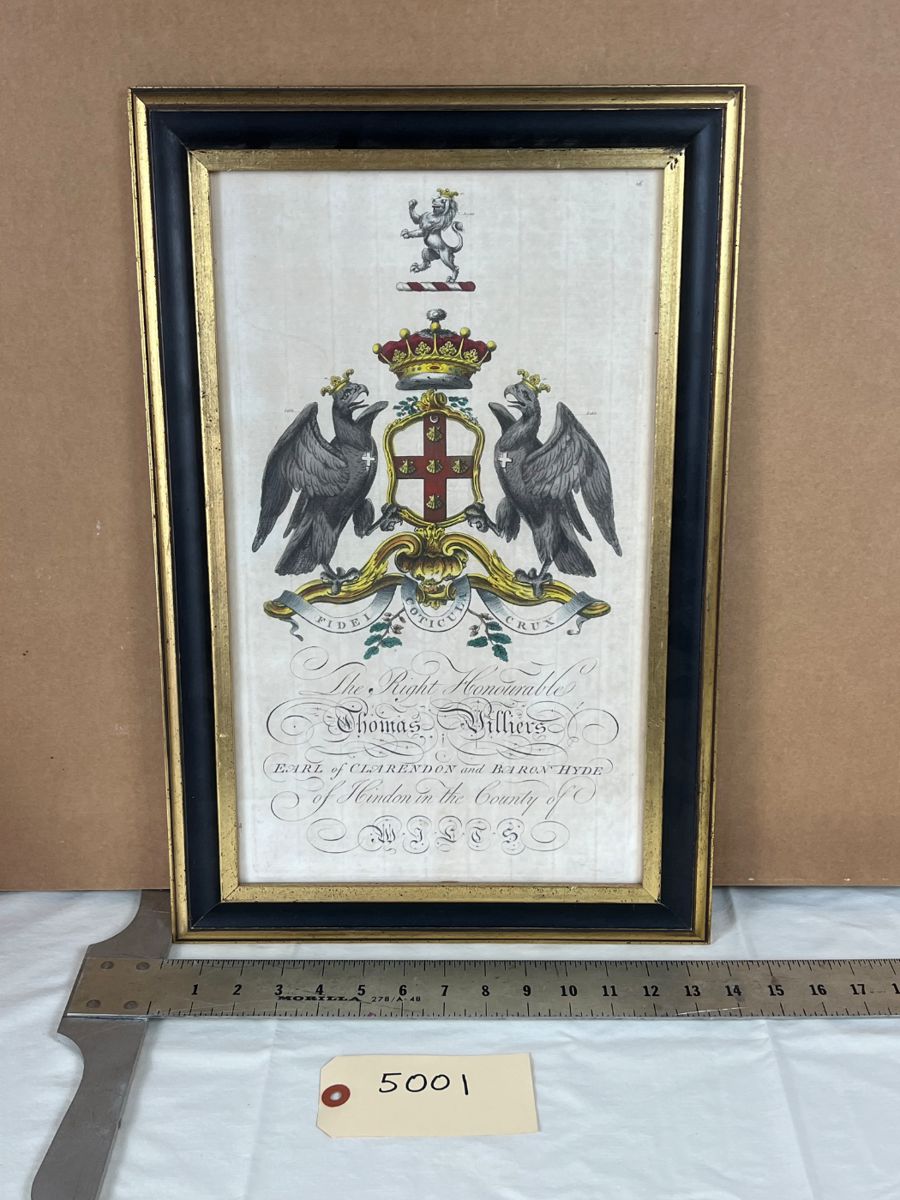 FIDEI COTICULA CRUX
The Right Honourable
Thomas Villiers
EARL of CLARENDON and BARON HYDE
of Hindon in the County of
WILTS
1 2 3 4 5 6 7 8 9 10 11 12 13 14 15 16 17
MORILLA 278/A-48
5001